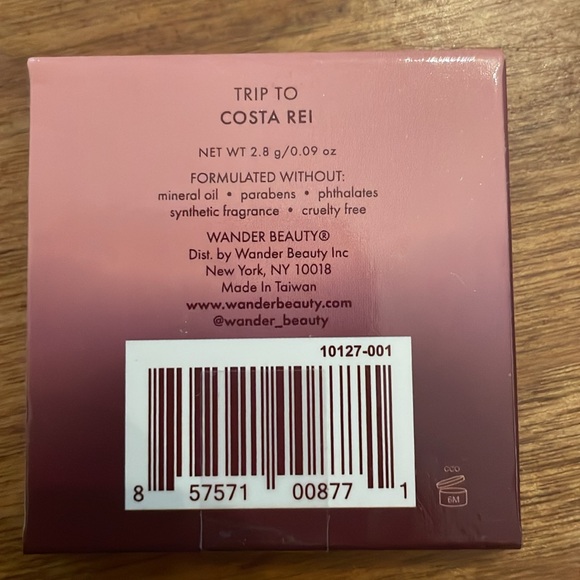 TRIP TO
COSTA REI
NET WT 2.8 g/0.09 oz
FORMULATED WITHOUT:
mineral oil • parabens • phthalates
synthetic fragrance • cruelty free
WANDER BEAUTY®
Dist. by Wander Beauty Inc
New York, NY 10018
Made In Taiwan
www.wanderbeauty.com
@wander_beauty
10127-001
8 57571 00877 1
6M